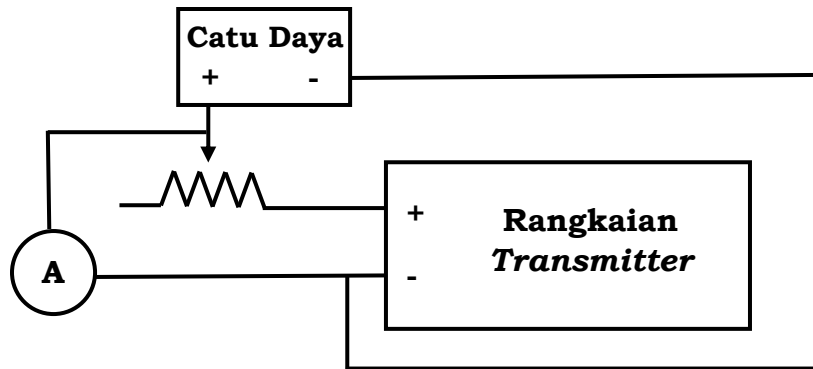 Catu Daya
+ -
A
+
Rangkaian
Transmitter
-